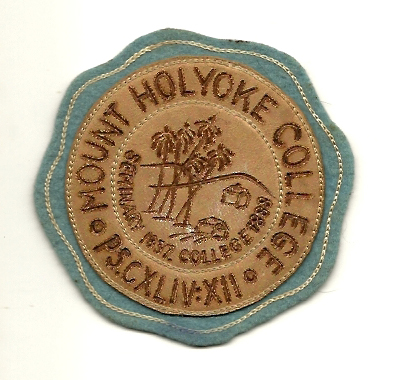 MOUNT HOLYOKE COLLEGE
PS.CXLIV:XII
SEMINARY 1837. COLLEGE 1888